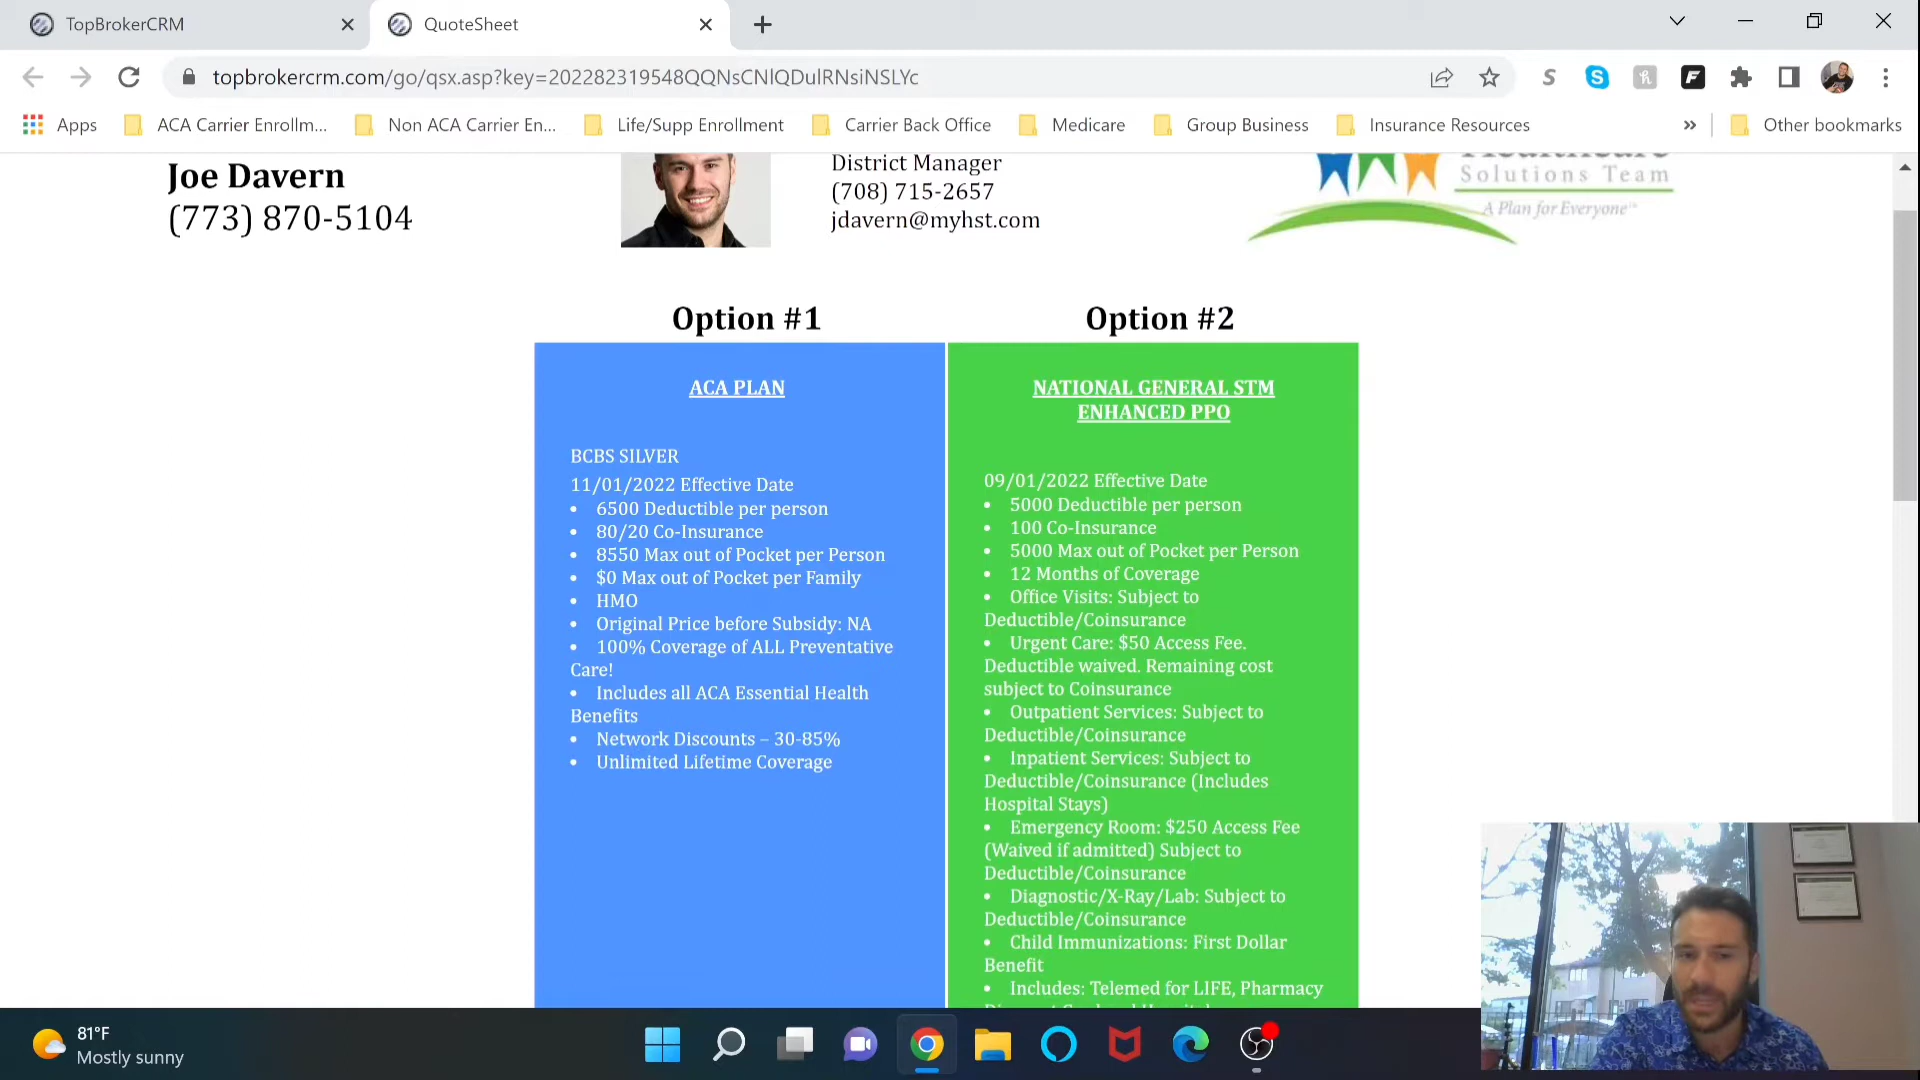 TopBrokerCRM
QuoteSheet
topbrokercrm.com/go/qsx.asp?key=202282319548QQNsCNlQDulRNsiNSLYc
Apps
ACA Carrier Enrollm...
Non ACA Carrier En...
Life/Supp Enrollment
Carrier Back Office
Medicare
Group Business
Insurance Resources
Other bookmarks
Joe Davern
(773) 870-5104
District Manager
(708) 715-2657
jdavern@myhst.com
Healthcare
Solutions Team
A Plan for Everyone™
Option #1
Option #2
ACA PLAN
BCBS SILVER
11/01/2022 Effective Date
• 6500 Deductible per person
• 80/20 Co-Insurance
• 8550 Max out of Pocket per Person
• $0 Max out of Pocket per Family
• HMO
• Original Price before Subsidy: NA
• 100% Coverage of ALL Preventative
Care!
• Includes all ACA Essential Health
Benefits
• Network Discounts – 30-85%
• Unlimited Lifetime Coverage
NATIONAL GENERAL STM
ENHANCED PPO
09/01/2022 Effective Date
• 5000 Deductible per person
• 100 Co-Insurance
• 5000 Max out of Pocket per Person
• 12 Months of Coverage
• Office Visits: Subject to
Deductible/Coinsurance
• Urgent Care: $50 Access Fee.
Deductible waived. Remaining cost
subject to Coinsurance
• Outpatient Services: Subject to
Deductible/Coinsurance
• Inpatient Services: Subject to
Deductible/Coinsurance (Includes
Hospital Stays)
• Emergency Room: $250 Access Fee
(Waived if admitted) Subject to
Deductible/Coinsurance
• Diagnostic/X-Ray/Lab: Subject to
Deductible/Coinsurance
• Child Immunizations: First Dollar
Benefit
• Includes: Telemed for LIFE, Pharmacy
81°F
Mostly sunny